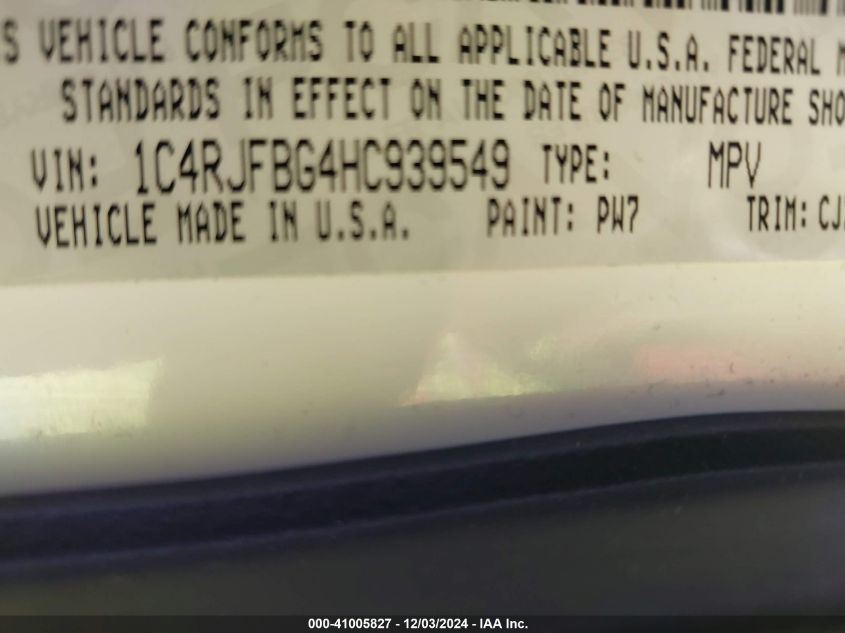 S VEHICLE CONFORMS TO ALL APPLICABLE U.S.A. FEDERAL
STANDARDS IN EFFECT ON THE DATE OF MANUFACTURE SHO
VIN: 1C4RJFBG4HC939549 TYPE: MPV
VEHICLE MADE IN U.S.A. PAINT: PW7 TRIM: CJ
000-41005827 - 12/03/2024 - IAA Inc.